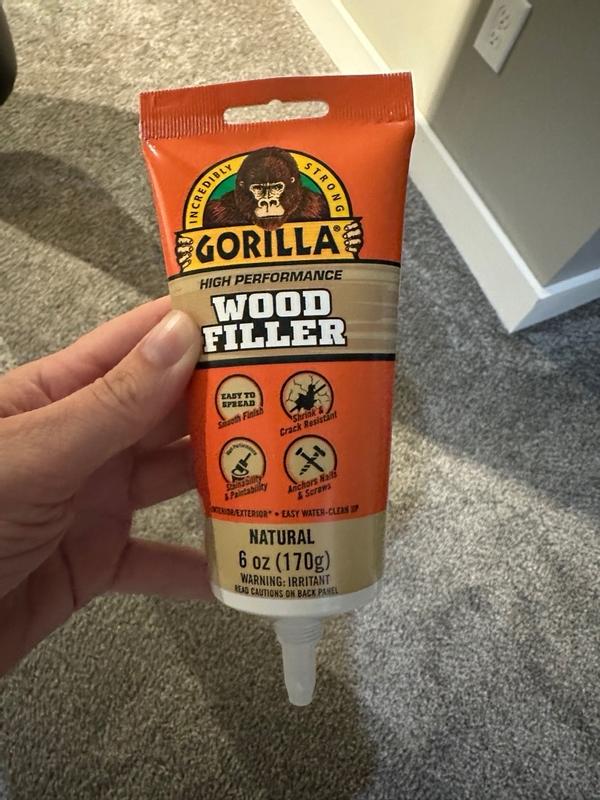 INCREDIBLY STRONG
GORILLA®
HIGH PERFORMANCE
WOOD
FILLER
EASY TO
SPREAD
Smooth Finish
Shrink &
Crack Resistant
Stainability
& Paintability
Anchors Nails
& Screws
INTERIOR/EXTERIOR* • EASY WATER-CLEAN UP
NATURAL
6 oz (170g)
WARNING: IRRITANT
READ CAUTIONS ON BACK PANEL